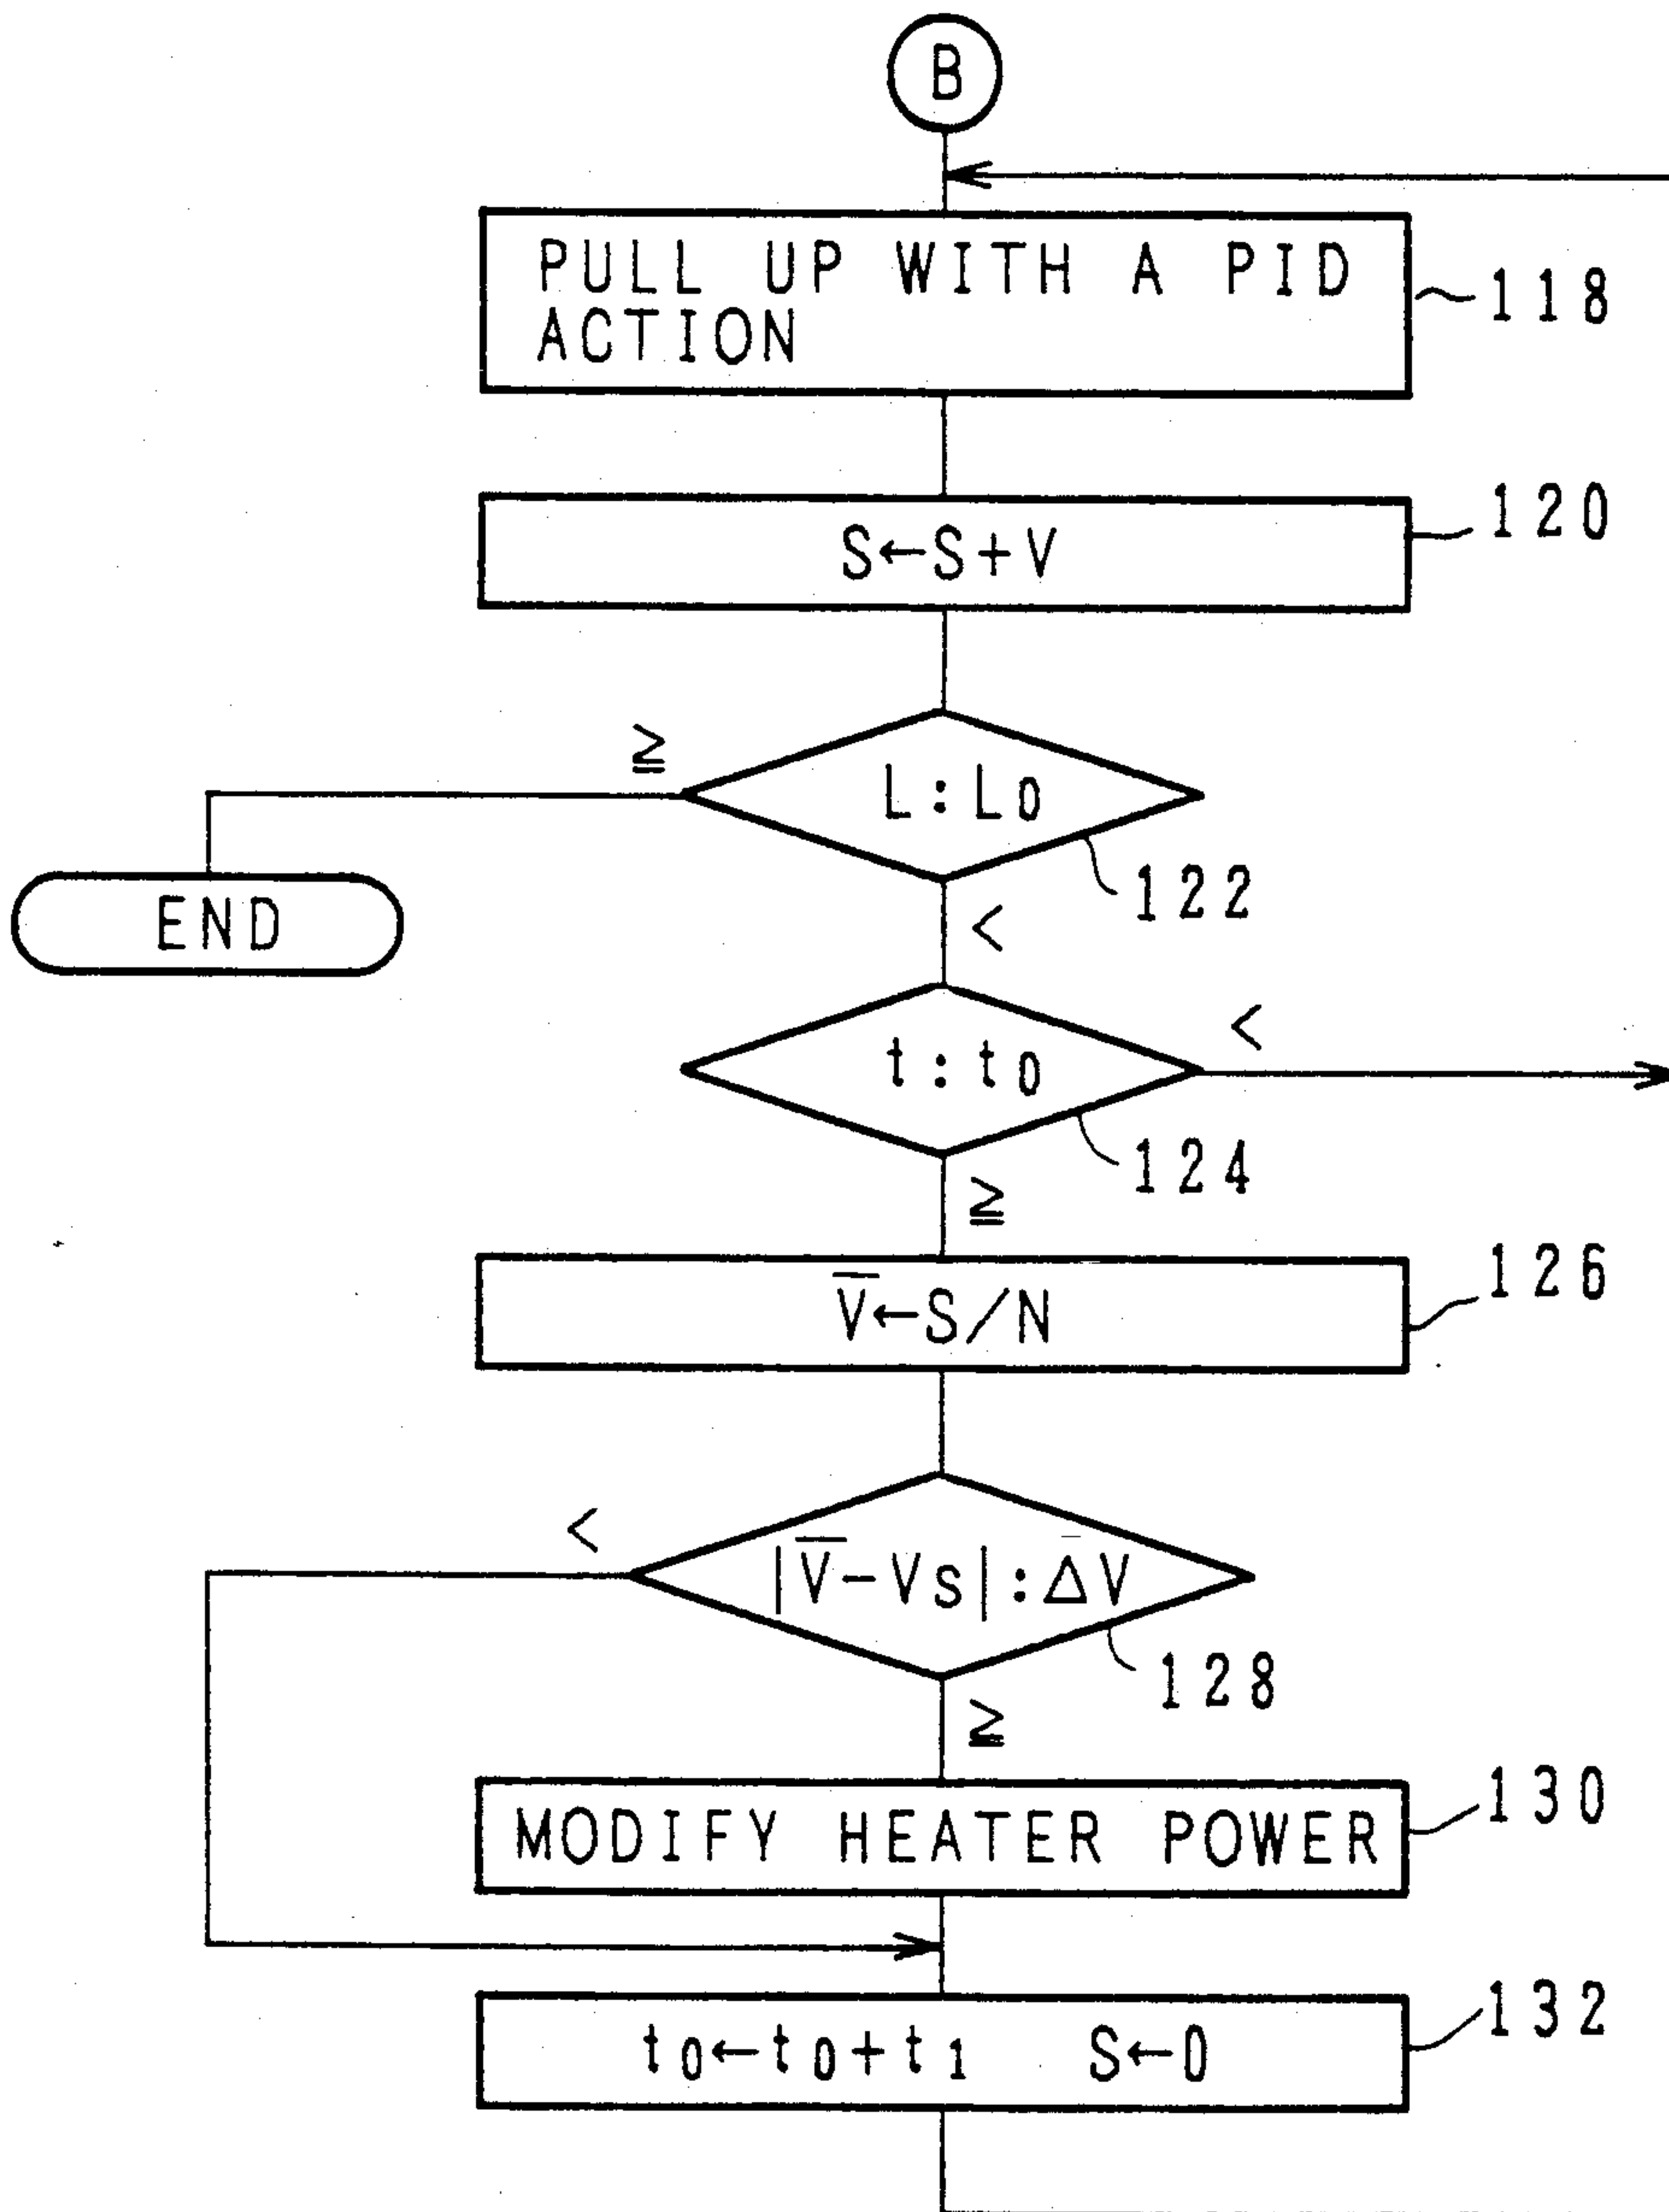 B
PULL UP WITH A PID
ACTION
118
S←S+V
120
≧
L:L0
122
END
<
t:t0
<
124
≧
V̅←S/N
126
<
|V̅-VS|:ΔV
128
≧
MODIFY HEATER POWER
130
t0←t0+t1 S←0
132